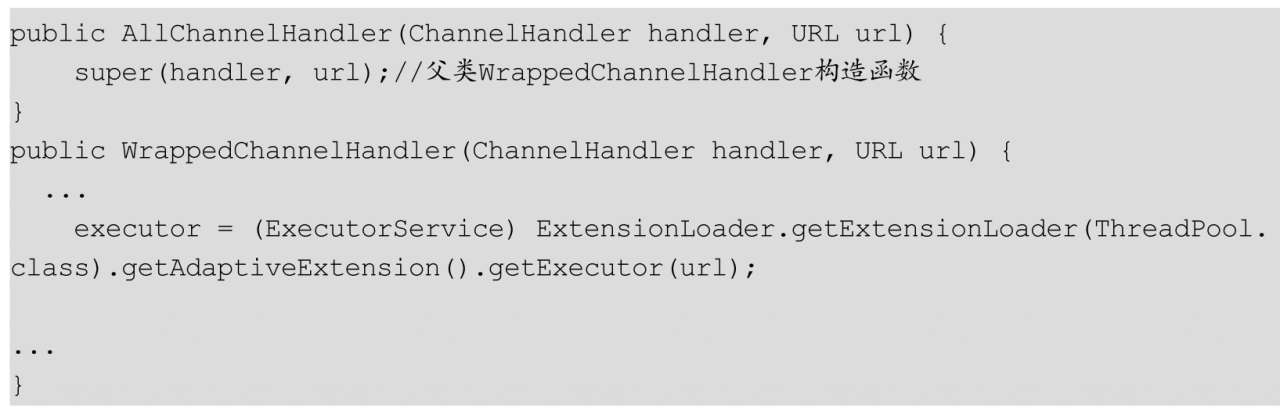 public AllChannelHandler(ChannelHandler handler, URL url) {
    super(handler, url);//父类WrappedChannelHandler构造函数
}
public WrappedChannelHandler(ChannelHandler handler, URL url) {
  ...
    executor = (ExecutorService) ExtensionLoader.getExtensionLoader(ThreadPool.
class).getAdaptiveExtension().getExecutor(url);

...
}